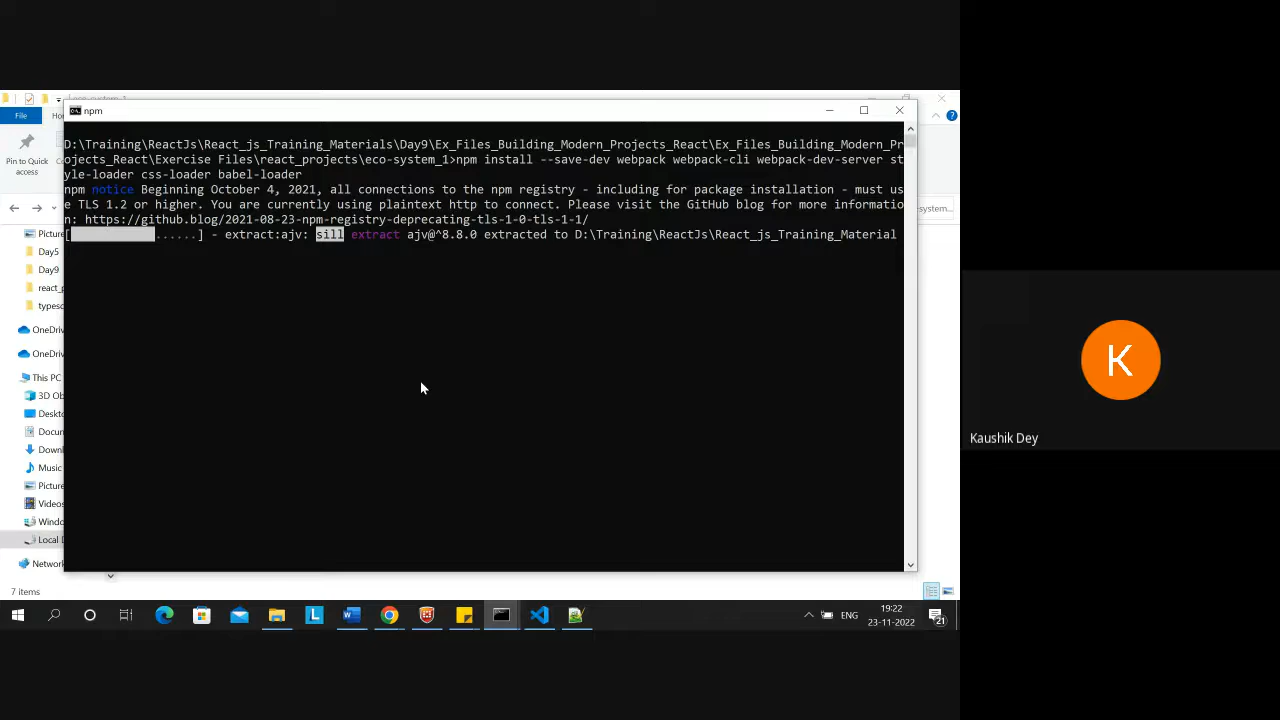 npm
File
Pin to Quick
access
D:\Training\ReactJs\React_js_Training_Materials\Day9\Ex_Files_Building_Modern_Projects_React\Ex_Files_Building_Modern_Pr
ojects_React\Exercise Files\react_projects\eco-system_1>npm install --save-dev webpack webpack-cli webpack-dev-server st
yle-loader css-loader babel-loader
npm notice Beginning October 4, 2021, all connections to the npm registry - including for package installation - must us
e TLS 1.2 or higher. You are currently using plaintext http to connect. Please visit the GitHub blog for more informatio
n: https://github.blog/2021-08-23-npm-registry-deprecating-tls-1-0-tls-1-1/
[ ......] - extract:ajv: sill extract ajv@^8.8.0 extracted to D:\Training\ReactJs\React_js_Training_Material
system...
Picture
Day5
Day9
react_p
typesc
OneDriv
OneDriv
This PC
3D Ob
Deskto
Docum
Downl
Music
Picture
Videos
Windo
Local D
Network
7 items
ENG
19:22
23-11-2022
21
K
Kaushik Dey